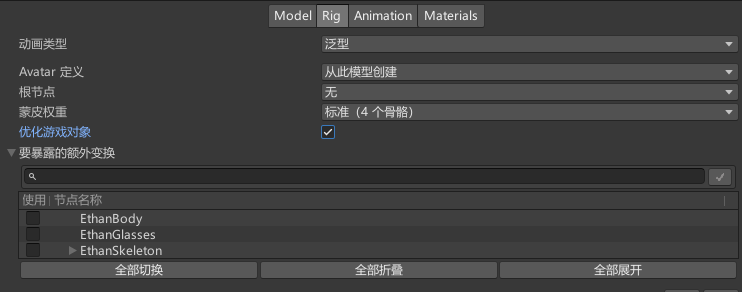 Model Rig Animation Materials
动画类型 泛型
Avatar 定义 从此模型创建
根节点 无
蒙皮权重 标准（4 个骨骼）
优化游戏对象
要暴露的额外变换
使用 节点名称
EthanBody
EthanGlasses
EthanSkeleton
全部切换 全部折叠 全部展开